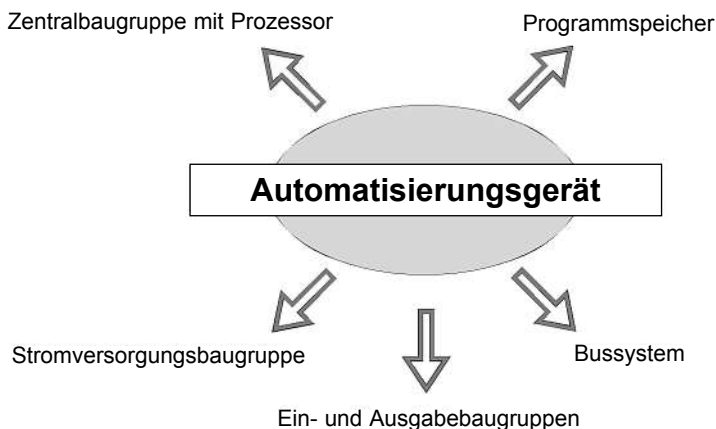 Zentralbaugruppe mit Prozessor
Programmspeicher
Automatisierungsgerät
Stromversorgungsbaugruppe
Bussystem
Ein- und Ausgabebaugruppen